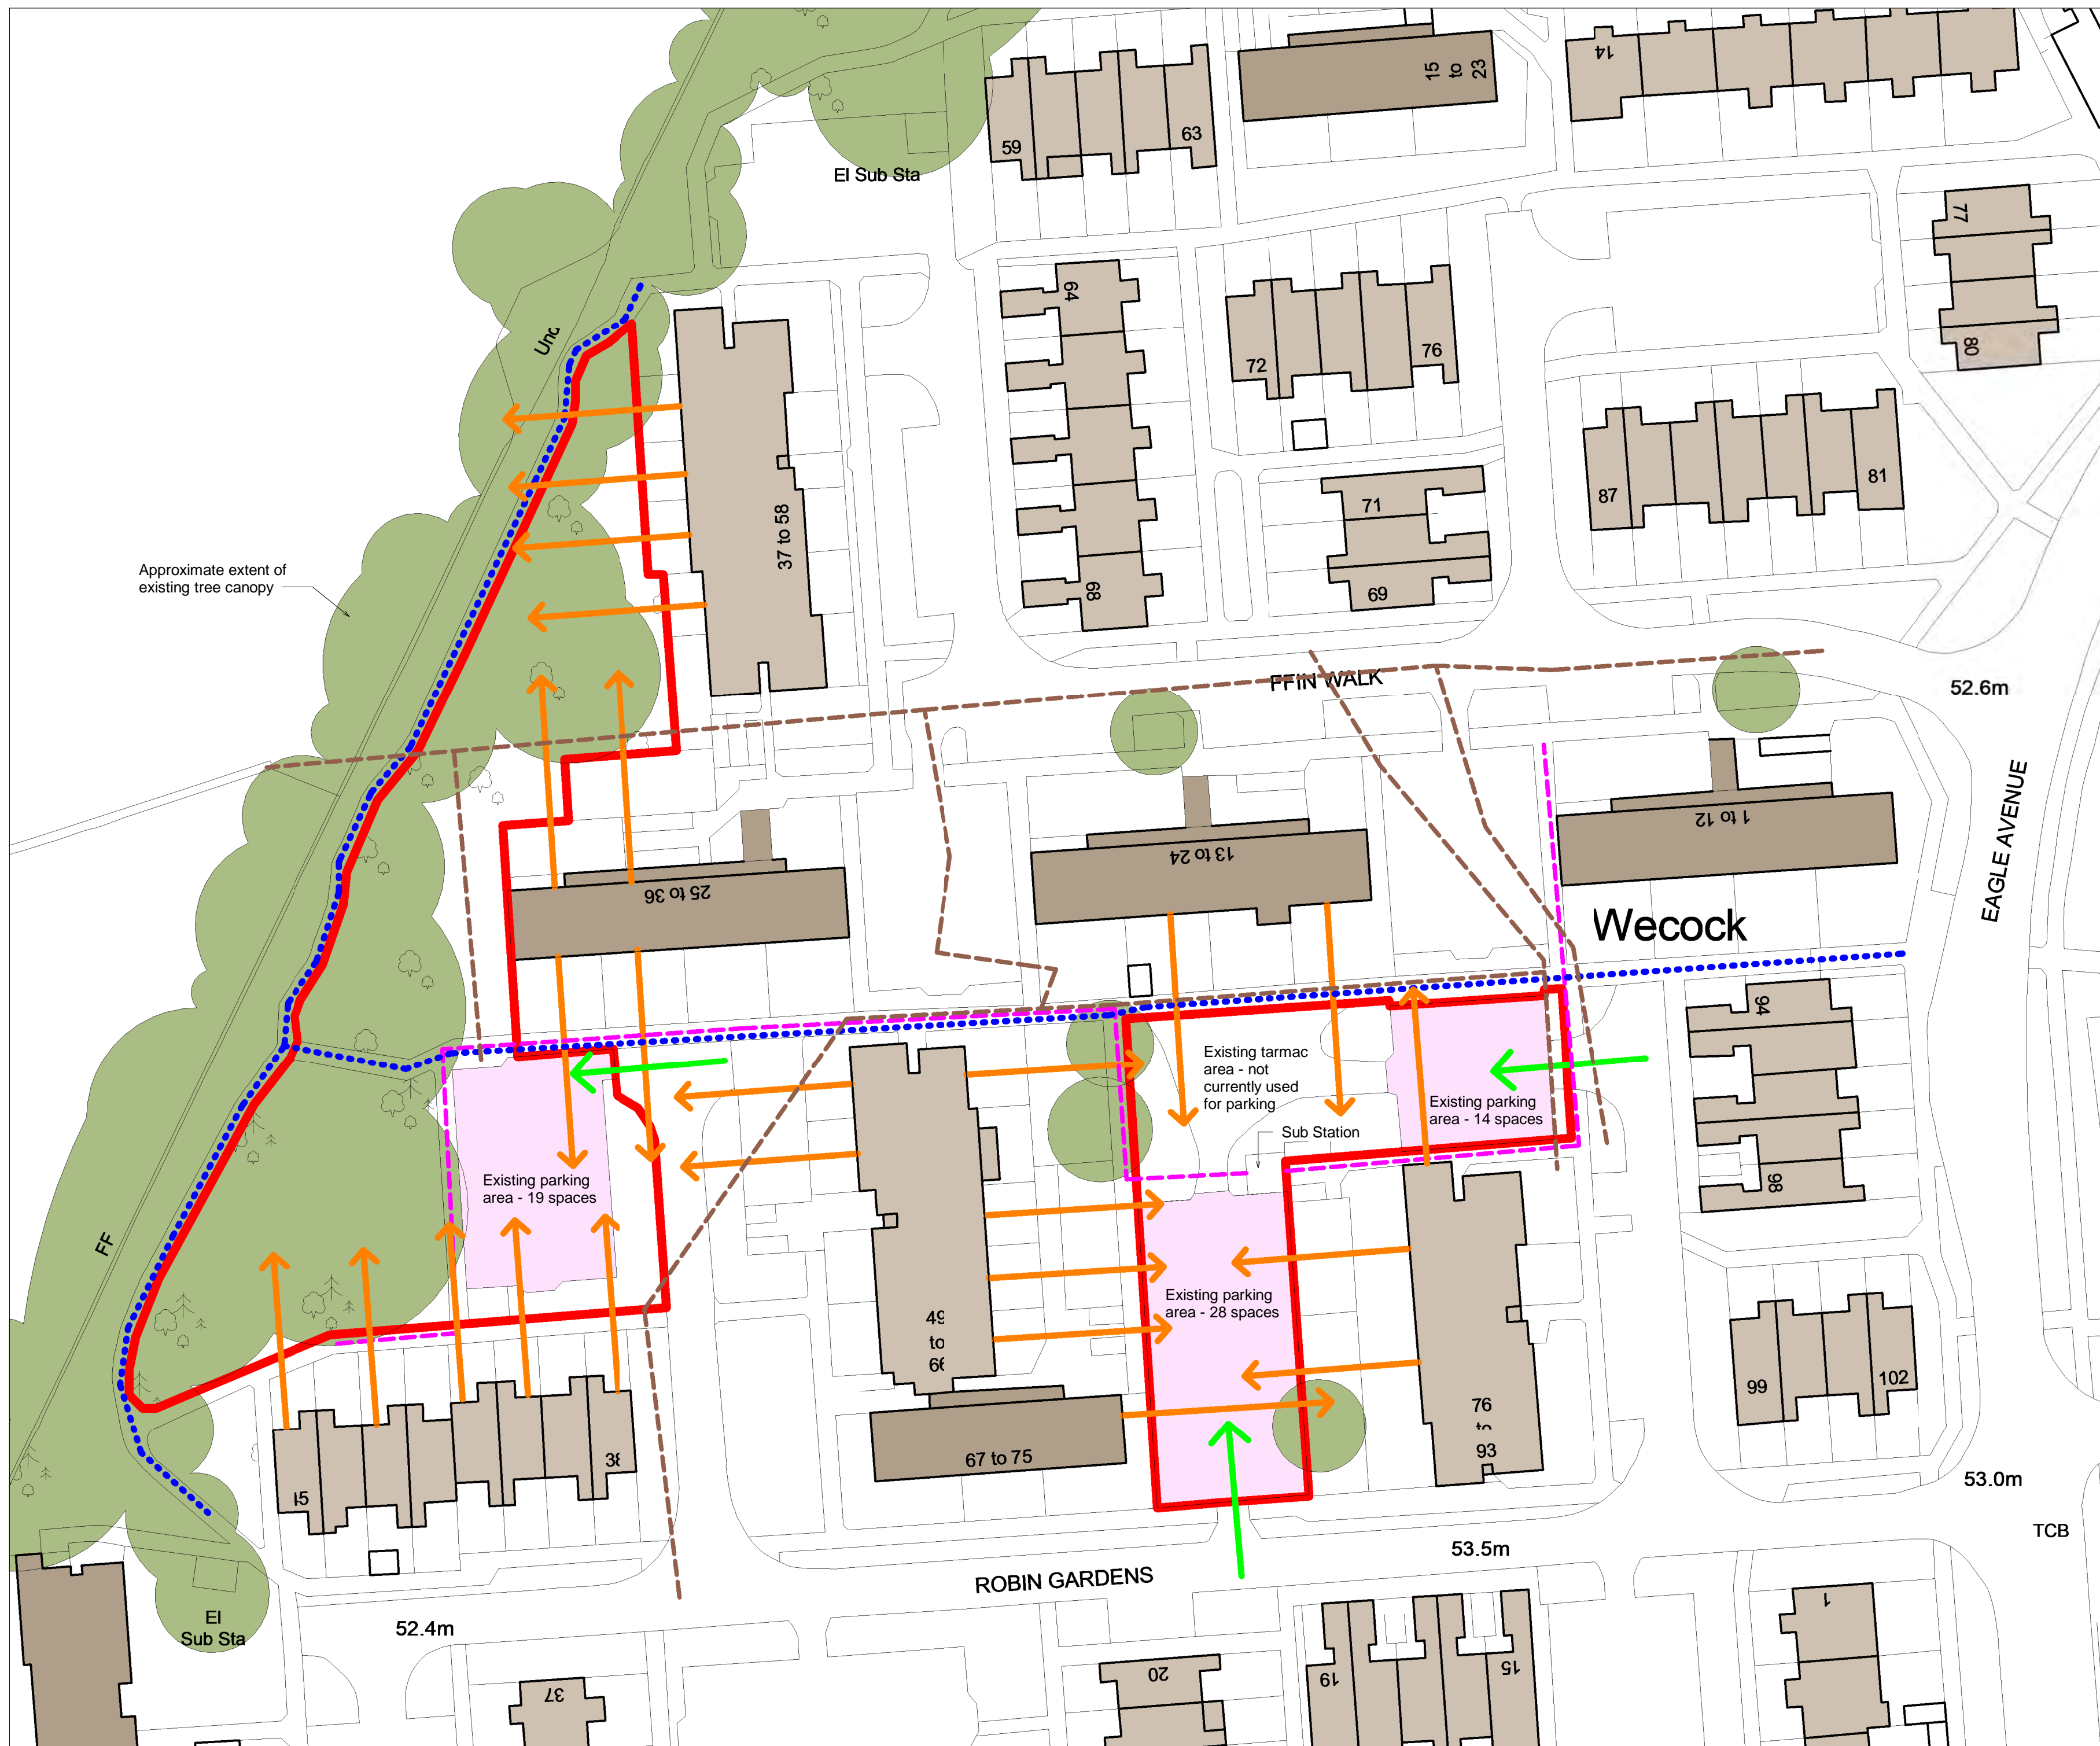 14
15
to
23
59
63
El Sub Sta
77
80
64
72
76
Und
71
87
81
37 to 58
69
68
Approximate extent of
existing tree canopy
FFIN WALK
52.6m
EAGLE AVENUE
1 to 12
13 to 24
25 to 36
Wecock
94
98
Existing tarmac
area - not
currently used
for parking
Existing parking
area - 14 spaces
Sub Station
Existing parking
area - 19 spaces
FF
Existing parking
area - 28 spaces
49
to
66
99
102
76
to
93
67 to 75
38
15
53.0m
TCB
53.5m
ROBIN GARDENS
El
Sub Sta
52.4m
37
20
19
15
1